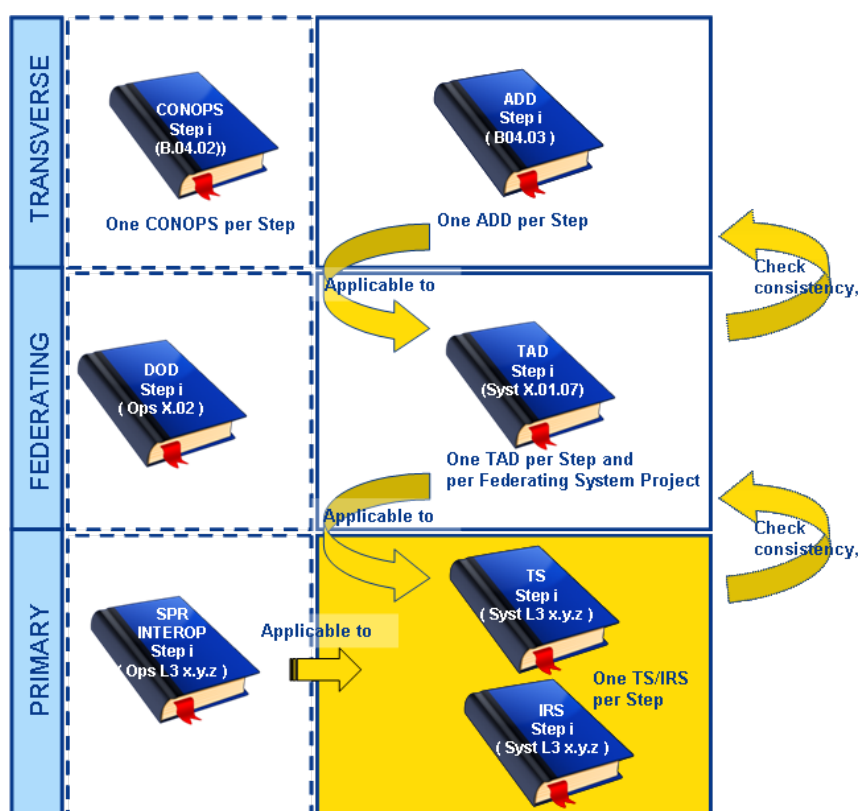 TRANSVERSE
CONOPS
Step i
(B.04.02))
One CONOPS per Step
ADD
Step i
( B04.03 )
One ADD per Step
Applicable to
Check
consistency,
FEDERATING
DOD
Step i
( Ops X.02 )
TAD
Step i
(Syst X.01.07)
One TAD per Step and
per Federating System Project
Applicable to
Check
consistency,
PRIMARY
SPR
INTEROP
Step i
( Ops L3 x.y.z )
Applicable to
TS
Step i
( Syst L3 x.y.z )
One TS/IRS
per Step
IRS
Step i
( Syst L3 x.y.z )